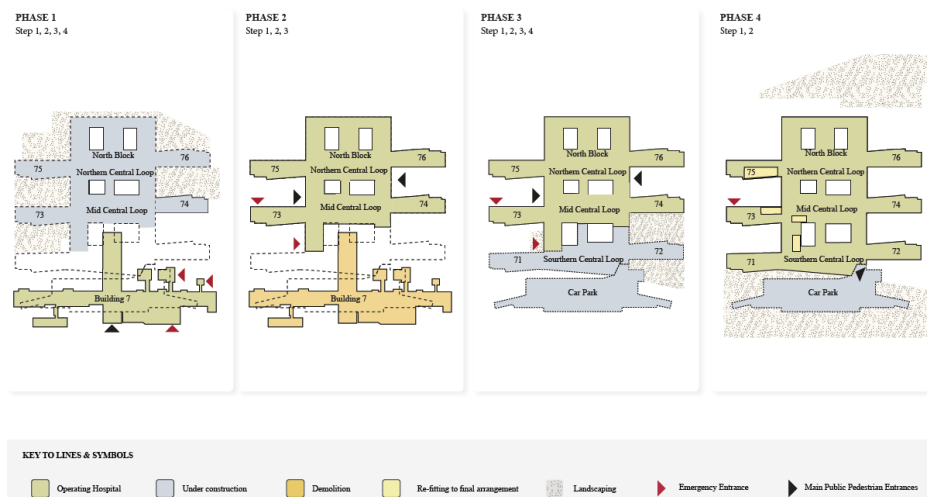 PHASE 1
Step 1, 2, 3, 4
North Block
76
75
Northern Central Loop
74
73
Mid Central Loop
Building 7
PHASE 2
Step 1, 2, 3
North Block
76
75
Northern Central Loop
74
73
Mid Central Loop
Building 7
PHASE 3
Step 1, 2, 3, 4
North Block
76
75
Northern Central Loop
74
73
Mid Central Loop
72
71
Sourthern Central Loop
Car Park
PHASE 4
Step 1, 2
North Block
76
75
Northern Central Loop
74
73
Mid Central Loop
72
71
Sourthern Central Loop
Car Park
KEY TO LINES & SYMBOLS
Operating Hospital
Under construction
Demolition
Re-fitting to final arrangement
Landscaping
Emergency Entrance
Main Public Pedestrian Entrances